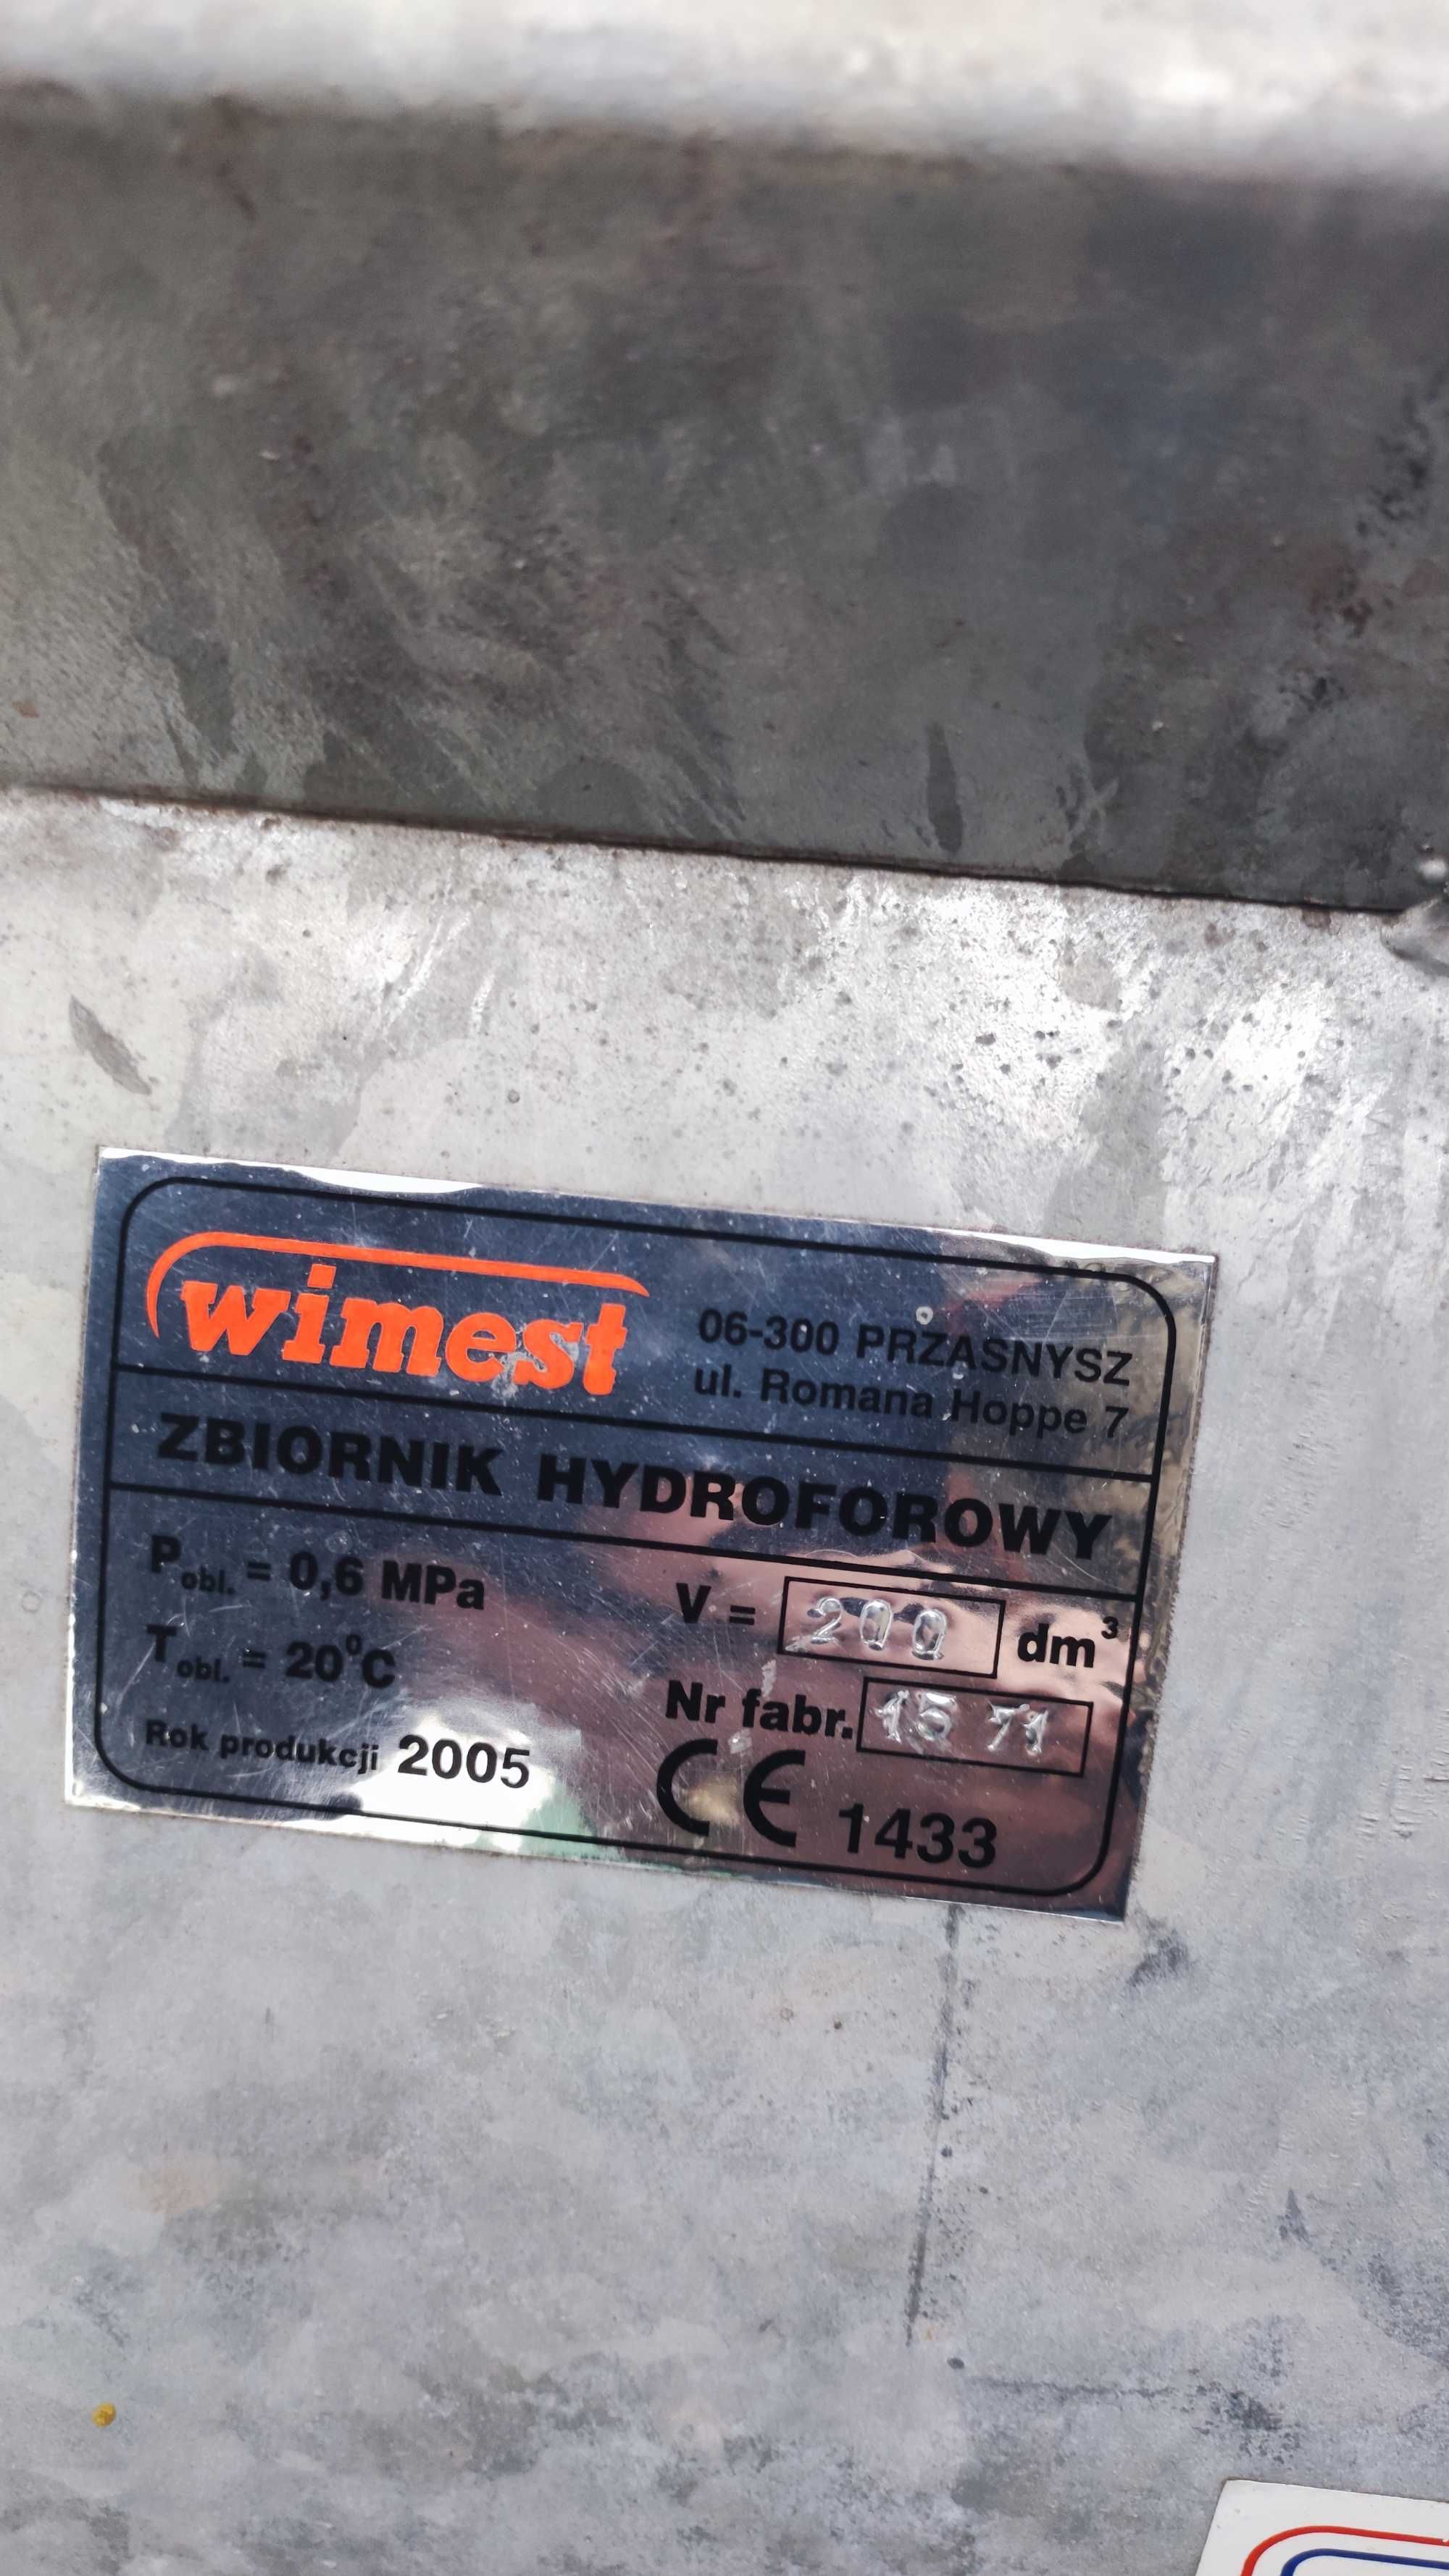 wimest
06-300 PRZASNYSZ
ul. Romana Hoppe 7
ZBIORNIK HYDROFOROWY
Pobl. = 0,6 MPa
V = 200 dm³
Tobl. = 20°C
Nr fabr. 15 71
Rok produkcji 2005
CE 1433